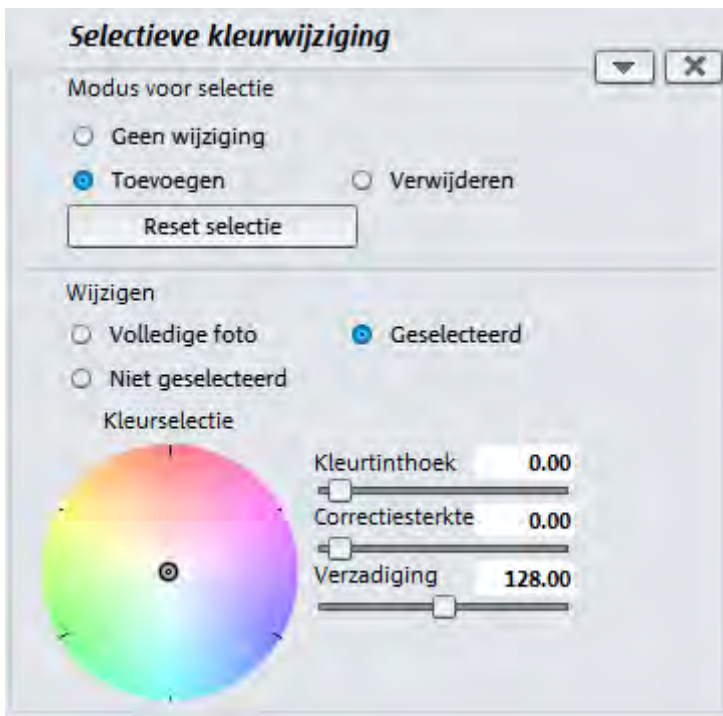 Selectieve kleurwijziging
Modus voor selectie
Geen wijziging
Toevoegen Verwijderen
Reset selectie
Wijzigen
Volledige foto Geselecteerd
Niet geselecteerd
Kleurselectie
Kleurtinthoek 0.00
Correctiesterkte 0.00
Verzadiging 128.00